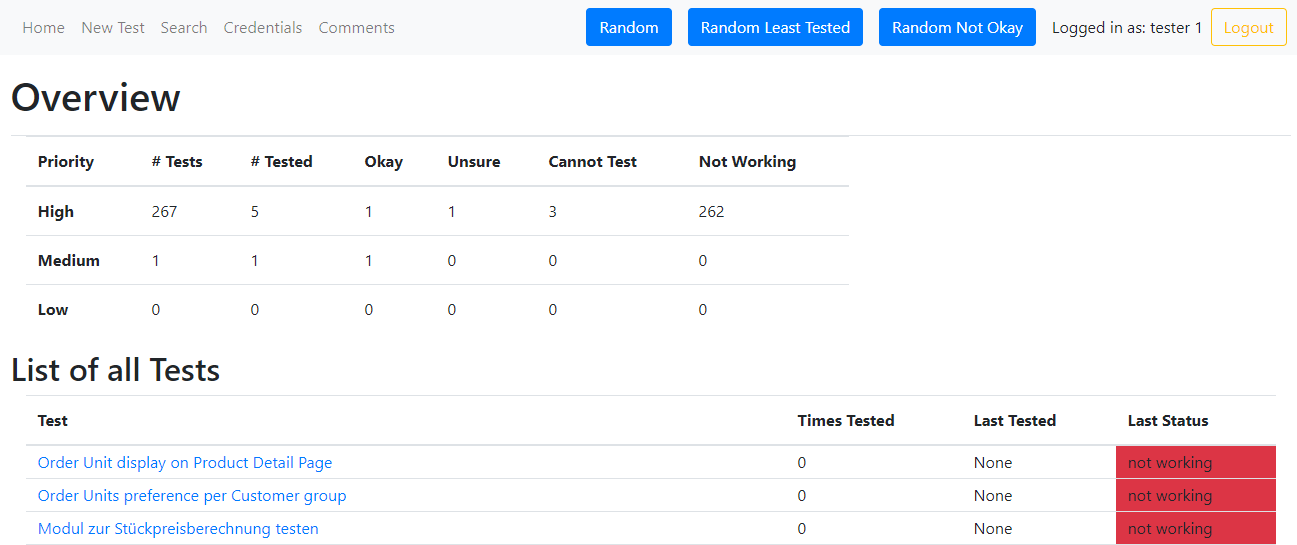 Home New Test Search Credentials Comments Random Random Least Tested Random Not Okay Logged in as: tester 1 Logout
Overview
Priority # Tests # Tested Okay Unsure Cannot Test Not Working
High 267 5 1 1 3 262
Medium 1 1 1 0 0 0
Low 0 0 0 0 0 0
List of all Tests
Test Times Tested Last Tested Last Status
Order Unit display on Product Detail Page 0 None not working
Order Units preference per Customer group 0 None not working
Modul zur Stückpreisberechnung testen 0 None not working